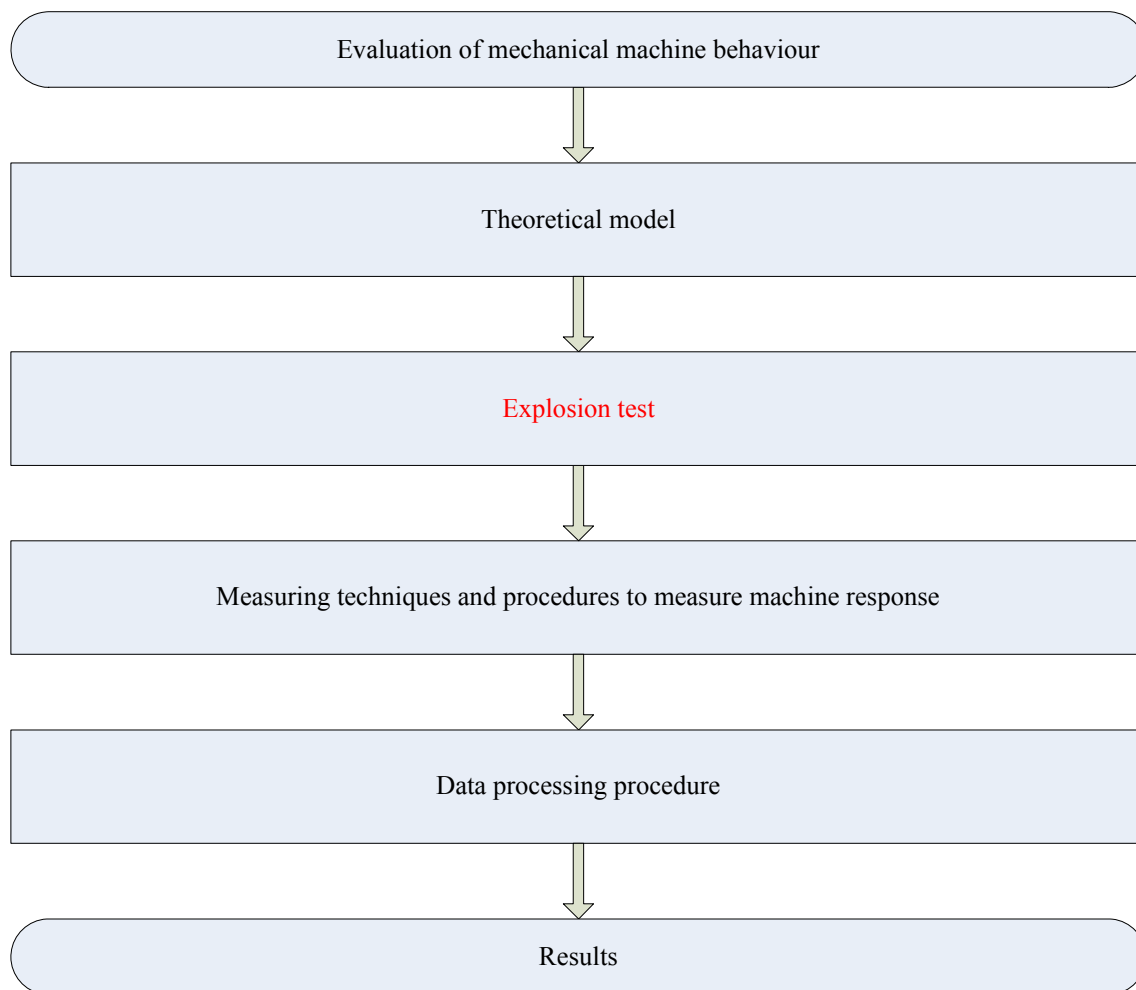 Evaluation of mechanical machine behaviour
Theoretical model
Explosion test
Measuring techniques and procedures to measure machine response
Data processing procedure
Results